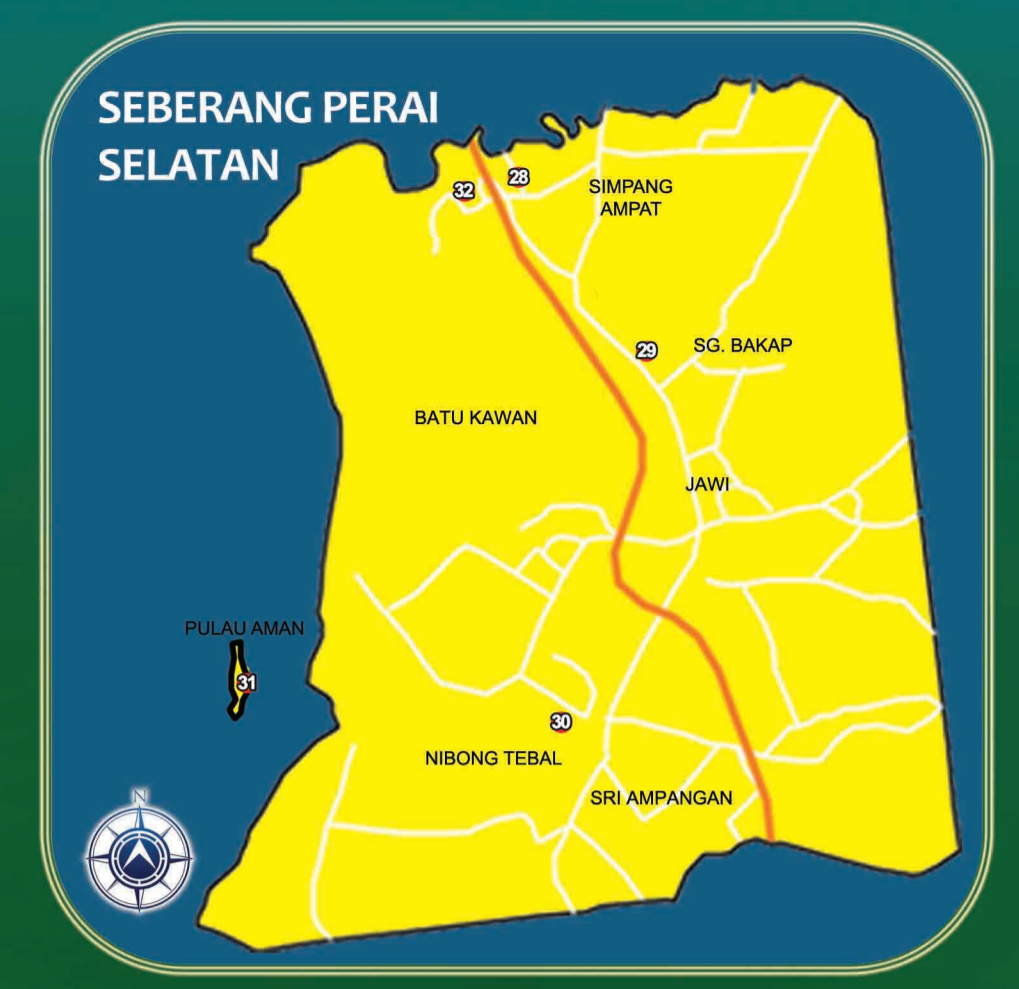 SEBERANG PERAI
SELATAN
32
28
SIMPANG
AMPAT
29
SG. BAKAP
BATU KAWAN
JAWI
PULAU AMAN
31
30
NIBONG TEBAL
SRI AMPANGAN
N